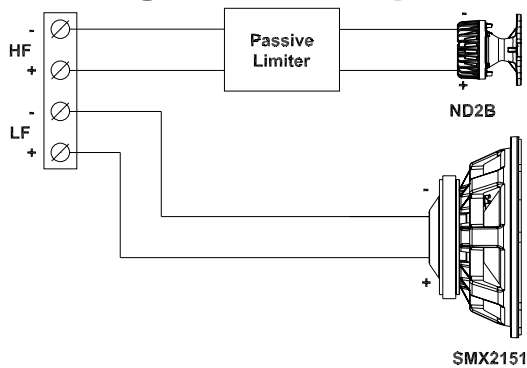 -
HF
+
-
LF
+
Passive
Limiter
-
+
ND2B
-
+
SMX2151